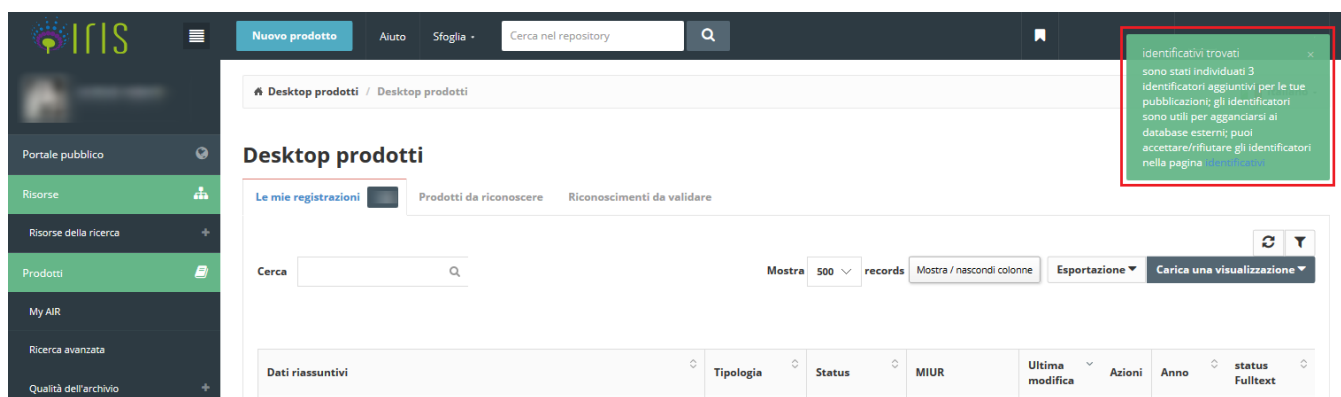 IRIS
Nuovo prodotto
Aiuto
Sfoglia
Cerca nel repository
identificativi trovati
×
sono stati individuati 3
identificatori aggiuntivi per le tue
pubblicazioni; gli identificatori
sono utili per agganciarsi ai
database esterni; puoi
accettare/rifiutare gli identificatori
nella pagina identificativi
Desktop prodotti / Desktop prodotti
Portale pubblico
Risorse
Risorse della ricerca +
Prodotti
My AIR
Ricerca avanzata
Qualità dell'archivio +
Desktop prodotti
Le mie registrazioni
Prodotti da riconoscere
Riconoscimenti da validare
Cerca
Mostra 500 records
Mostra / nascondi colonne
Esportazione
Carica una visualizzazione
Dati riassuntivi
Tipologia
Status
MIUR
Ultima
modifica
Azioni
Anno
status
Fulltext